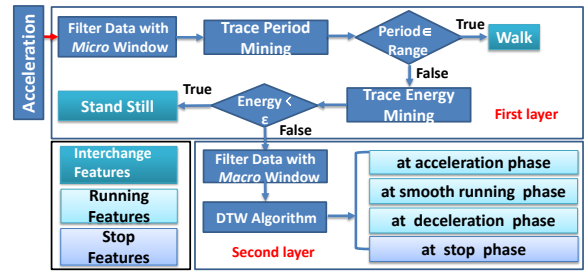 Acceleration
Filter Data with
Micro Window
Trace Period
Mining
Period∈
Range
True
Walk
False
Trace Energy
Mining
First layer
Energy <
ε
True
Stand Still
False
Filter Data with
Macro Window
DTW Algorithm
Second layer
at acceleration phase
at smooth running phase
at deceleration phase
at stop phase
Interchange
Features
Running
Features
Stop
Features